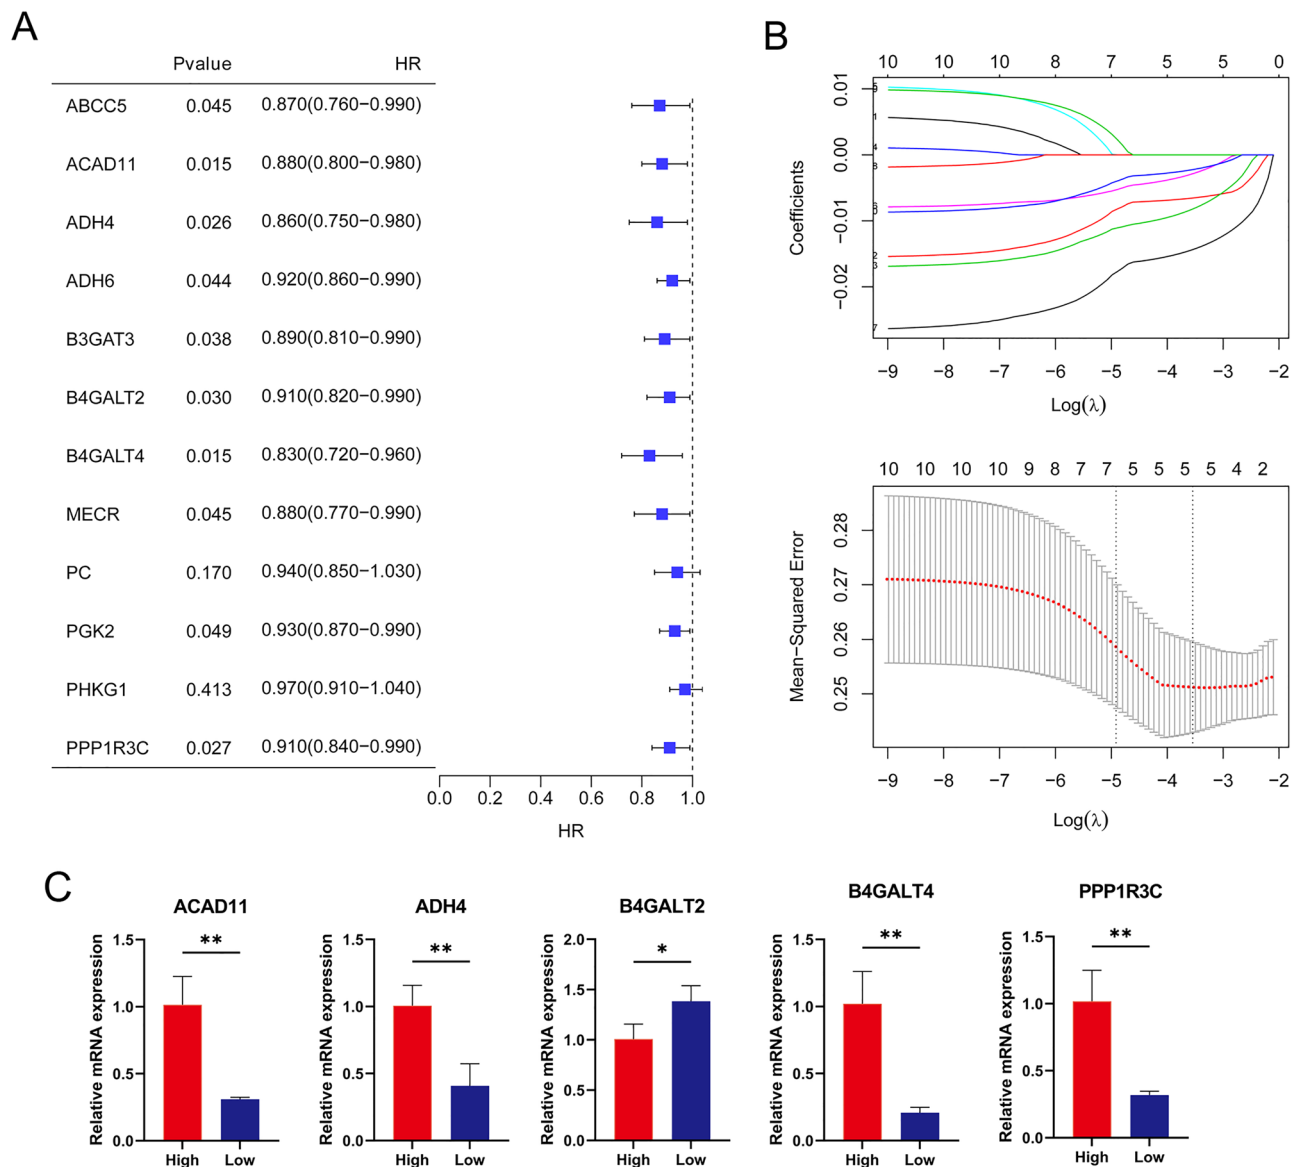 A
Pvalue HR
ABCC5 0.045 0.870(0.760−0.990)
ACAD11 0.015 0.880(0.800−0.980)
ADH4 0.026 0.860(0.750−0.980)
ADH6 0.044 0.920(0.860−0.990)
B3GAT3 0.038 0.890(0.810−0.990)
B4GALT2 0.030 0.910(0.820−0.990)
B4GALT4 0.015 0.830(0.720−0.960)
MECR 0.045 0.880(0.770−0.990)
PC 0.170 0.940(0.850−1.030)
PGK2 0.049 0.930(0.870−0.990)
PHKG1 0.413 0.970(0.910−1.040)
PPP1R3C 0.027 0.910(0.840−0.990)
0.0 0.2 0.4 0.6 0.8 1.0
HR
B
10 10 10 8 7 5 5 0
Coefficients
0.01
0.00
−0.01
−0.02
1
4
2
3
7
−9 −8 −7 −6 −5 −4 −3 −2
Log(λ)
10 10 10 10 9 8 7 7 5 5 5 5 4 2
Mean−Squared Error
0.28
0.27
0.26
0.25
−9 −8 −7 −6 −5 −4 −3 −2
Log(λ)
C
ACAD11
Relative mRNA expression
1.5
1.0
0.5
0.0
**
High Low
ADH4
Relative mRNA expression
1.5
1.0
0.5
0.0
**
High Low
B4GALT2
Relative mRNA expression
2.0
1.5
1.0
0.5
0.0
*
High Low
B4GALT4
Relative mRNA expression
1.5
1.0
0.5
0.0
**
High Low
PPP1R3C
Relative mRNA expression
1.5
1.0
0.5
0.0
**
High Low